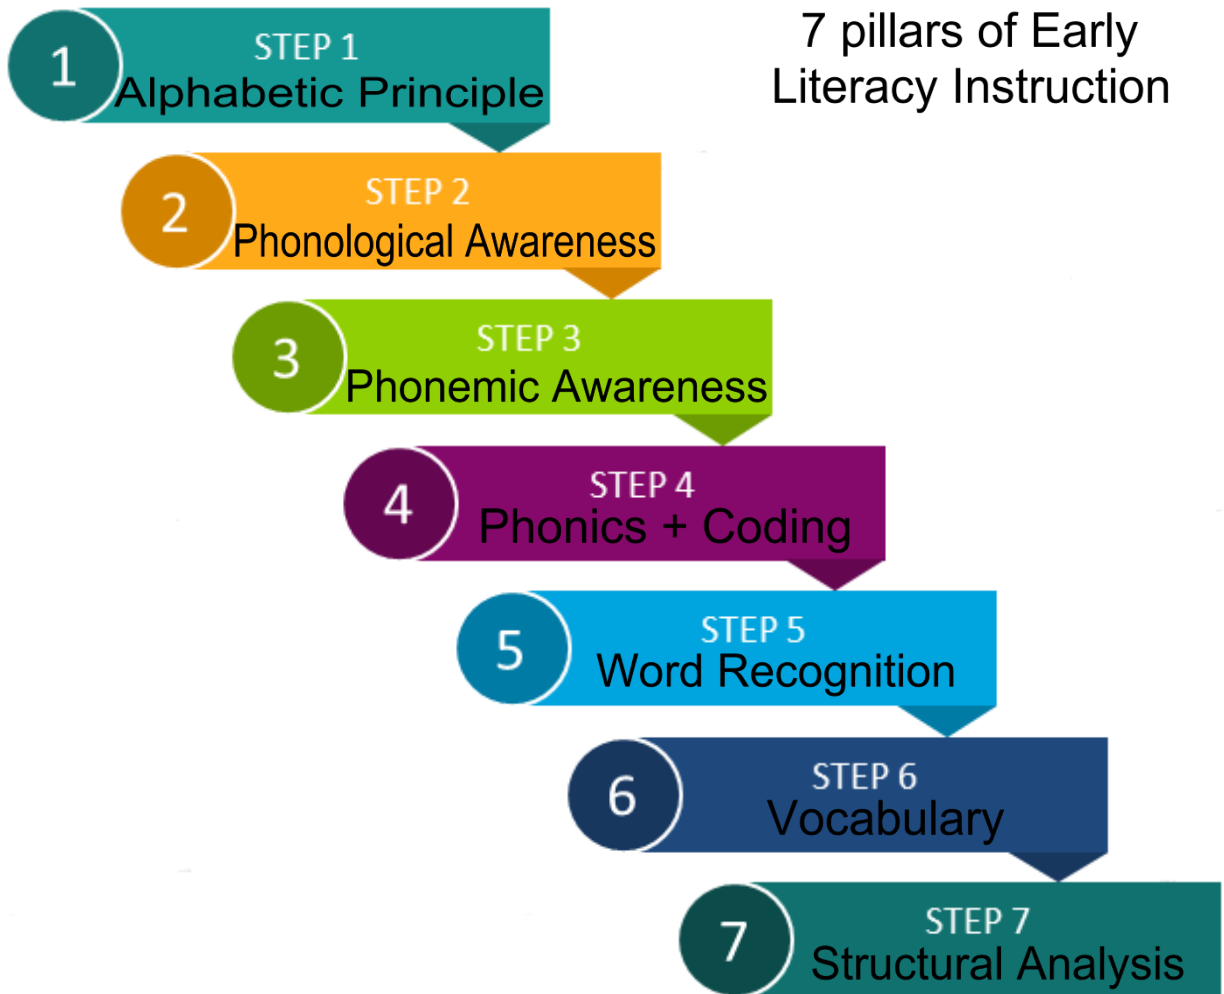 7 pillars of Early
Literacy Instruction
1
STEP 1
Alphabetic Principle
2
STEP 2
Phonological Awareness
3
STEP 3
Phonemic Awareness
4
STEP 4
Phonics + Coding
5
STEP 5
Word Recognition
6
STEP 6
Vocabulary
7
STEP 7
Structural Analysis